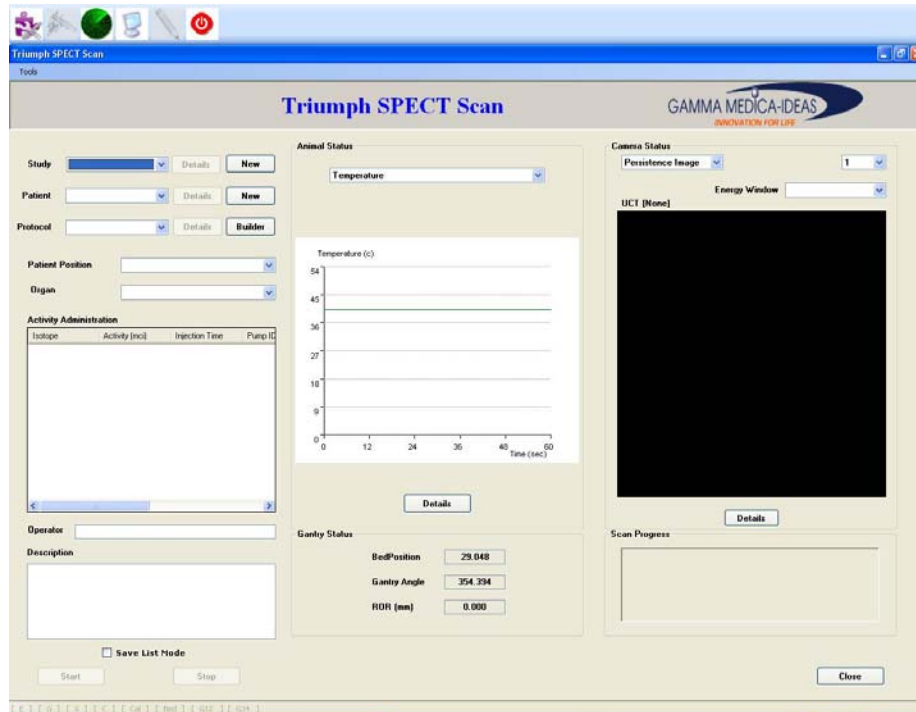 Triumph SPECT Scan
Tools
Triumph SPECT Scan
GAMMA MEDICA-IDEAS
INNOVATION FOR LIFE
Study
Details
New
Patient
Details
New
Protocol
Details
Builder
Patient Position
Organ
Activity Administration
Isotope Activity (mci) Injection Time Pump ID
Operator
Description
Save List Mode
Start
Stop
Animal Status
Temperature
Temperature (c)
54
45
36
27
18
9
0
0 12 24 36 48 60
Time (sec)
Details
Gantry Status
BedPosition 29.048
Gantry Angle 354.394
ROR (mm) 0.000
Camera Status
Persistence Image
1
Energy Window
UCT [None]
Details
Scan Progress
Close